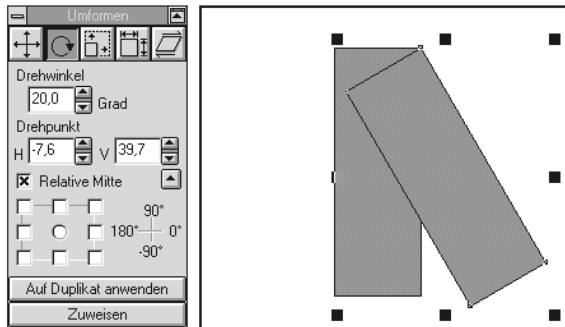 Umformen
Drehwinkel
20,0 Grad
Drehpunkt
H -7,6 V 39,7
Relative Mitte
90°
180° 0°
-90°
Auf Duplikat anwenden
Zuweisen